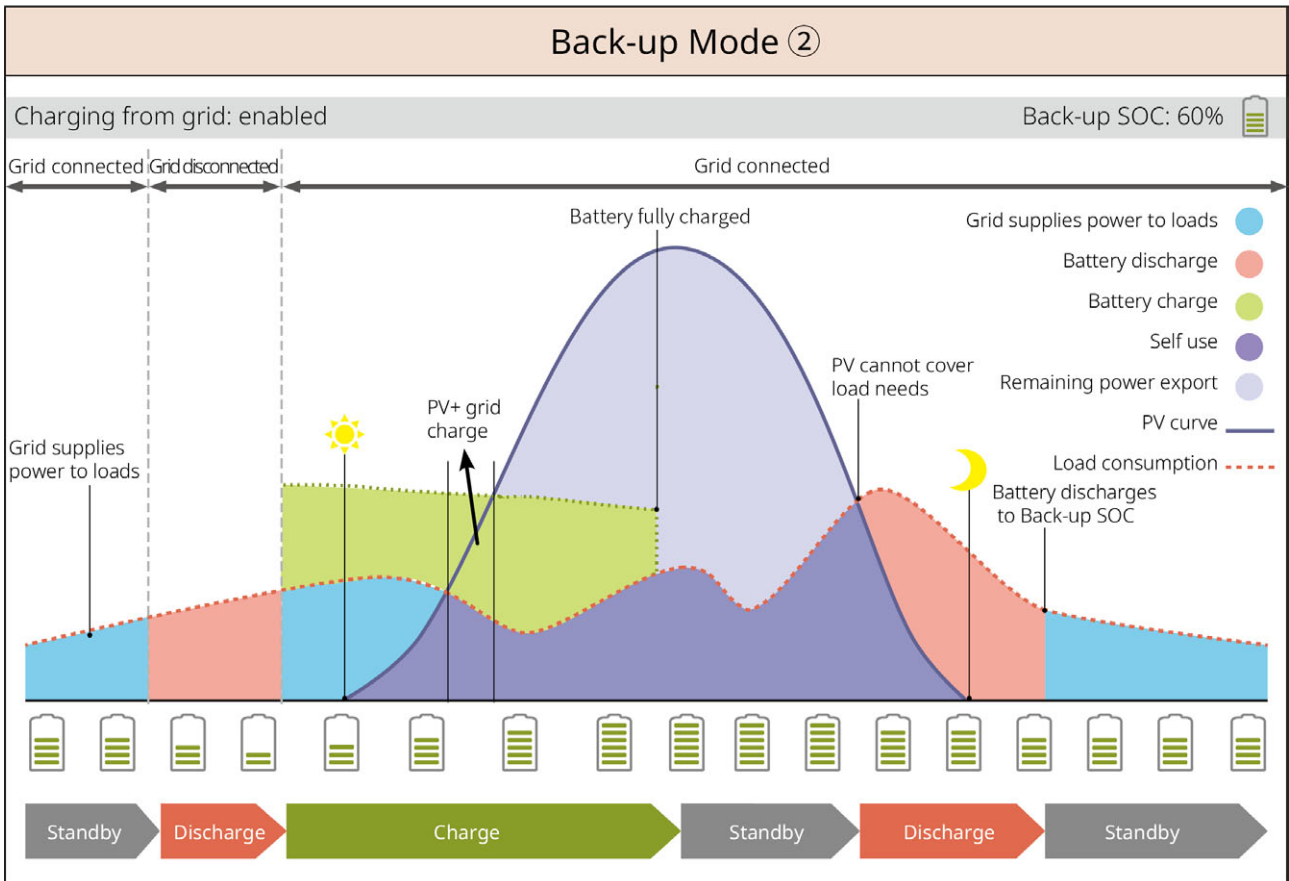 Back-up Mode ②
Charging from grid: enabled
Back-up SOC: 60%
Grid connected
Grid disconnected
Grid connected
Battery fully charged
Grid supplies power to loads
Battery discharge
Battery charge
Self use
Remaining power export
PV curve
Load consumption
PV cannot cover
load needs
PV+ grid
charge
Grid supplies
power to loads
Battery discharges
to Back-up SOC
Standby
Discharge
Charge
Standby
Discharge
Standby